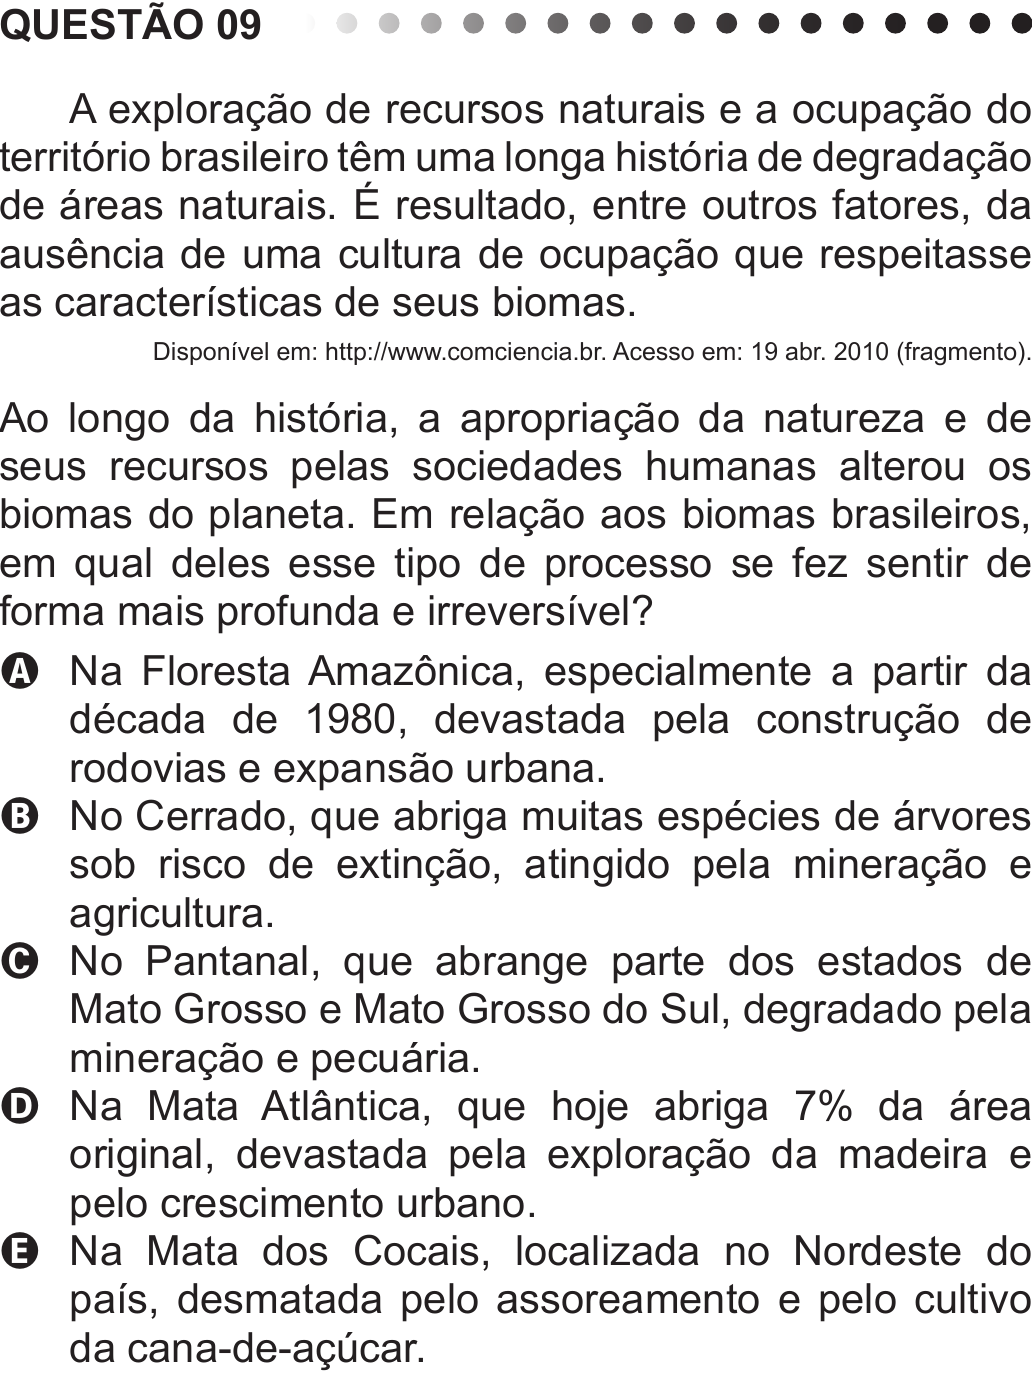 QUESTÃO 09
A exploração de recursos naturais e a ocupação do
território brasileiro têm uma longa história de degradação
de áreas naturais. É resultado, entre outros fatores, da
ausência de uma cultura de ocupação que respeitasse
as características de seus biomas.
Disponível em: http://www.comciencia.br. Acesso em: 19 abr. 2010 (fragmento).
Ao longo da história, a apropriação da natureza e de
seus recursos pelas sociedades humanas alterou os
biomas do planeta. Em relação aos biomas brasileiros,
em qual deles esse tipo de processo se fez sentir de
forma mais profunda e irreversível?
A Na Floresta Amazônica, especialmente a partir da
década de 1980, devastada pela construção de
rodovias e expansão urbana.
B No Cerrado, que abriga muitas espécies de árvores
sob risco de extinção, atingido pela mineração e
agricultura.
C No Pantanal, que abrange parte dos estados de
Mato Grosso e Mato Grosso do Sul, degradado pela
mineração e pecuária.
D Na Mata Atlântica, que hoje abriga 7% da área
original, devastada pela exploração da madeira e
pelo crescimento urbano.
E Na Mata dos Cocais, localizada no Nordeste do
país, desmatada pelo assoreamento e pelo cultivo
da cana-de-açúcar.